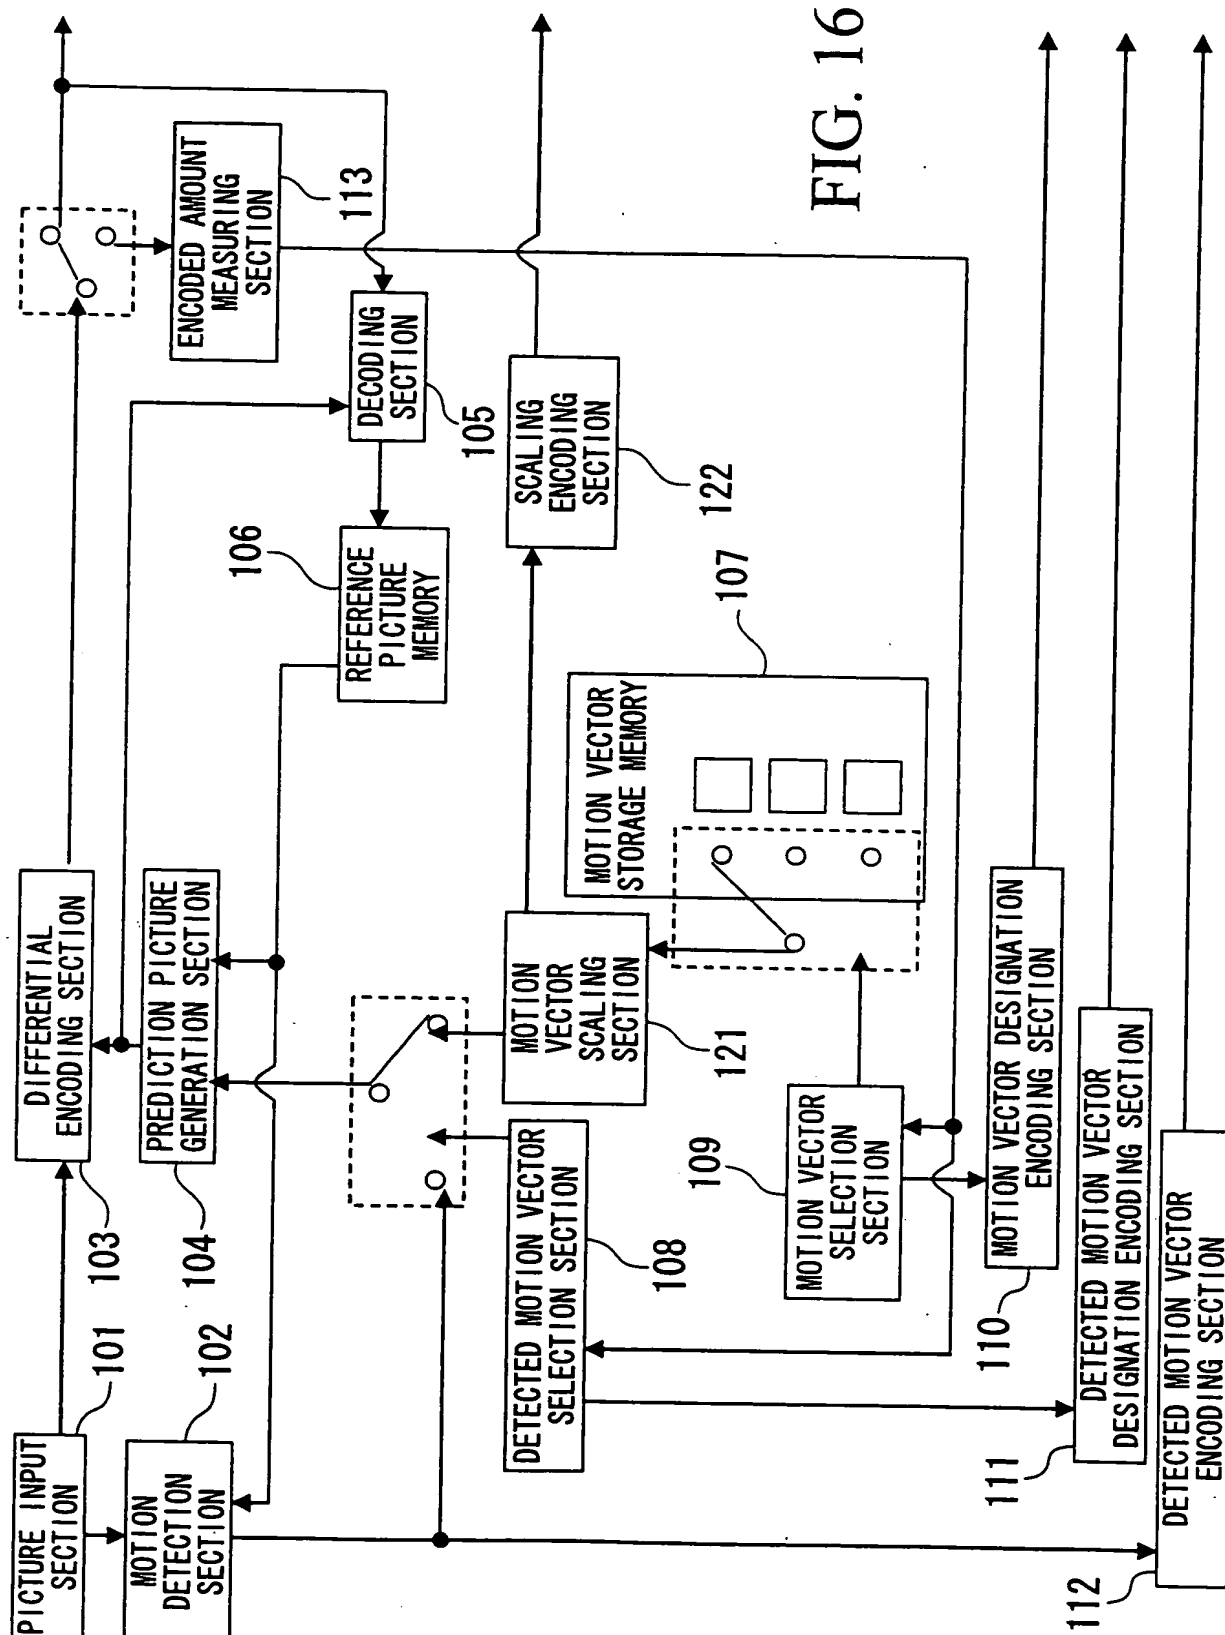 PICTURE INPUT
SECTION
101
MOTION
DETECTION
SECTION
102
DIFFERENTIAL
ENCODING SECTION
103
PREDICTION PICTURE
GENERATION SECTION
104
ENCODED AMOUNT
MEASURING
SECTION
113
DECODING
SECTION
105
REFERENCE
PICTURE
MEMORY
106
SCALING
ENCODING
SECTION
122
MOTION
VECTOR
SCALING
SECTION
121
MOTION VECTOR
STORAGE MEMORY
107
DETECTED MOTION VECTOR
SELECTION SECTION
108
MOTION VECTOR
SELECTION
SECTION
109
MOTION VECTOR DESIGNATION
ENCODING SECTION
110
DETECTED MOTION VECTOR
DESIGNATION ENCODING SECTION
111
DETECTED MOTION VECTOR
ENCODING SECTION
112
FIG. 16